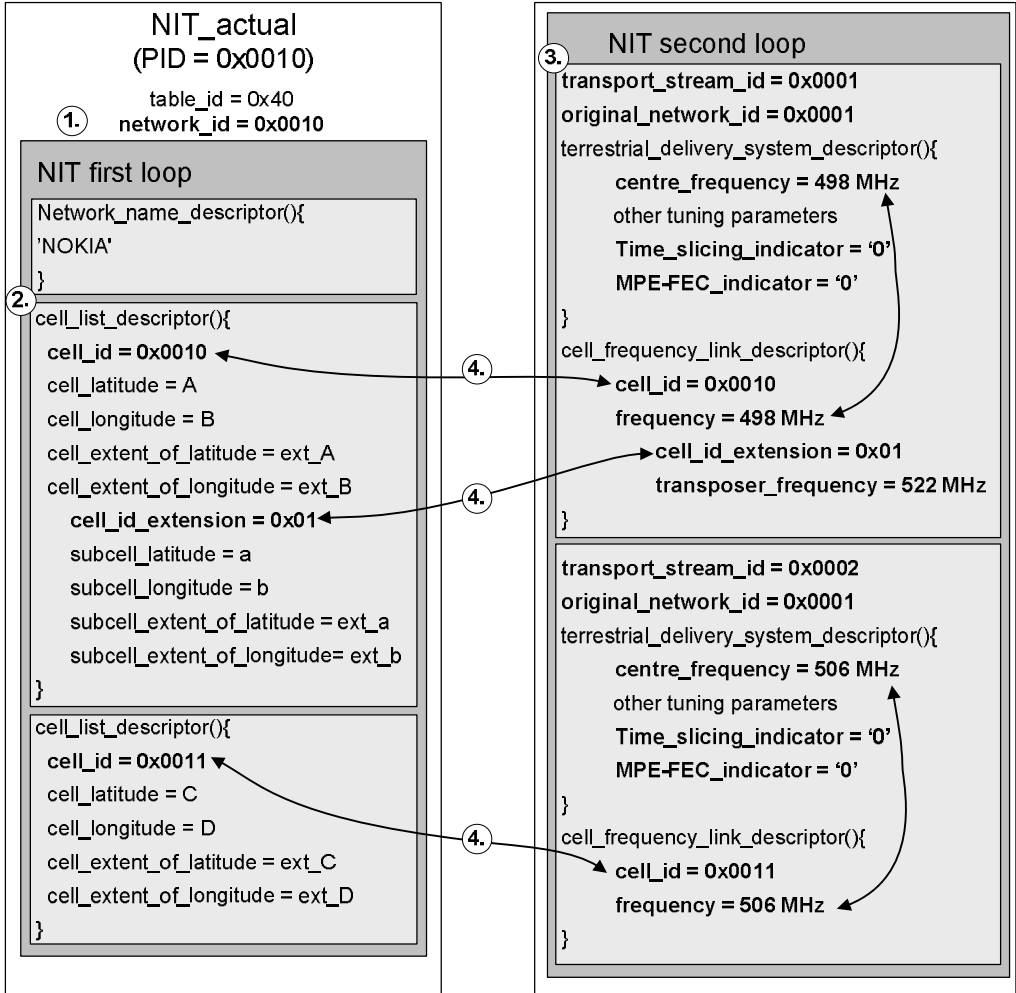 NIT_actual
(PID = 0x0010)
table_id = 0x40
1.
network_id = 0x0010
NIT first loop
Network_name_descriptor(){
'NOKIA'
}
2.
cell_list_descriptor(){
cell_id = 0x0010
cell_latitude = A
cell_longitude = B
cell_extent_of_latitude = ext_A
cell_extent_of_longitude = ext_B
cell_id_extension = 0x01
subcell_latitude = a
subcell_longitude = b
subcell_extent_of_latitude = ext_a
subcell_extent_of_longitude= ext_b
}
cell_list_descriptor(){
cell_id = 0x0011
cell_latitude = C
cell_longitude = D
cell_extent_of_latitude = ext_C
cell_extent_of_longitude = ext_D
}
4.
4.
4.
NIT second loop
3.
transport_stream_id = 0x0001
original_network_id = 0x0001
terrestrial_delivery_system_descriptor(){
centre_frequency = 498 MHz
other tuning parameters
Time_slicing_indicator = ‘0’
MPE-FEC_indicator = ‘0’
}
cell_frequency_link_descriptor(){
cell_id = 0x0010
frequency = 498 MHz
cell_id_extension = 0x01
transposer_frequency = 522 MHz
}
transport_stream_id = 0x0002
original_network_id = 0x0001
terrestrial_delivery_system_descriptor(){
centre_frequency = 506 MHz
other tuning parameters
Time_slicing_indicator = ‘0’
MPE-FEC_indicator = ‘0’
}
cell_frequency_link_descriptor(){
cell_id = 0x0011
frequency = 506 MHz
}